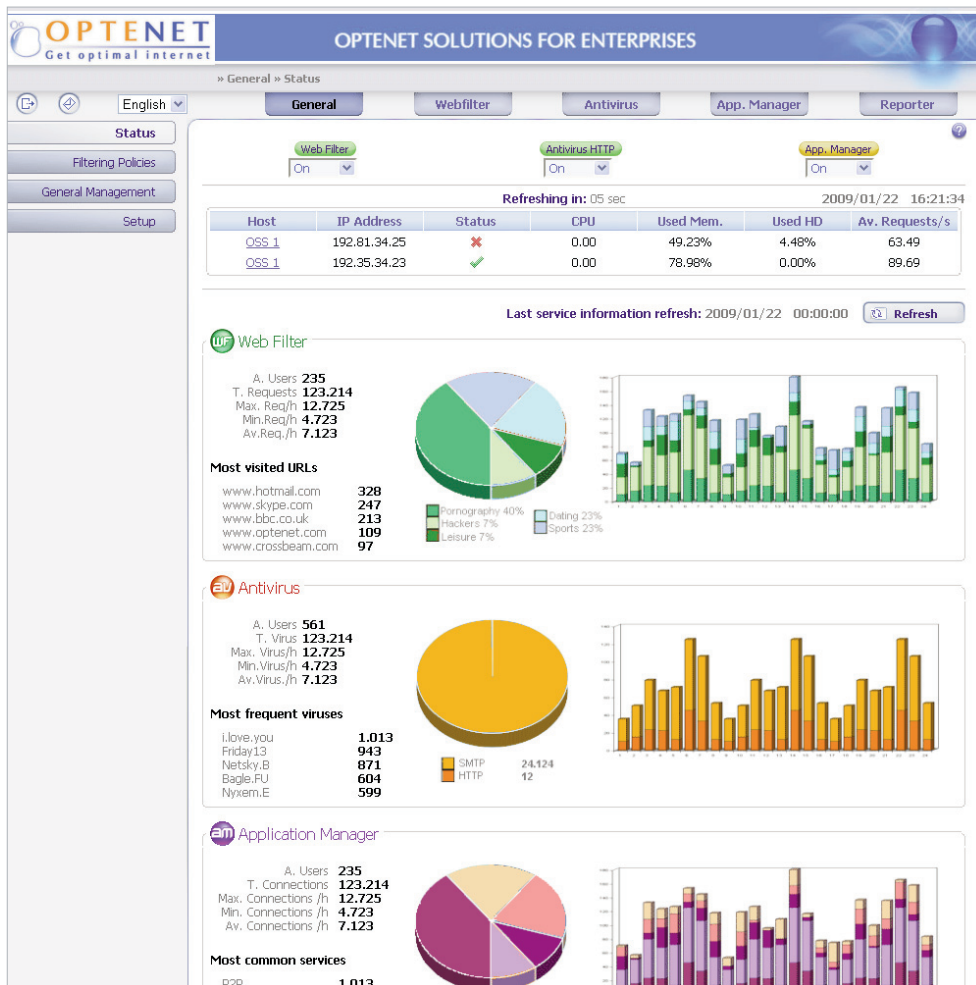 OPTENET
Get optimal internet
OPTENET SOLUTIONS FOR ENTERPRISES
» General » Status
English
General
Webfilter
Antivirus
App. Manager
Reporter
Status
Filtering Policies
General Management
Setup
Web Filter
On
Antivirus HTTP
On
App. Manager
On
Refreshing in: 05 sec
2009/01/22 16:21:34
Host IP Address Status CPU Used Mem. Used HD Av. Requests/s
OSS 1 192.81.34.25 0.00 49.23% 4.48% 63.49
OSS 1 192.35.34.23 0.00 78.98% 0.00% 89.69
Last service information refresh: 2009/01/22 00:00:00
Refresh
WF Web Filter
A. Users 235
T. Requests 123.214
Max. Req/h 12.725
Min.Req/h 4.723
Av.Req./h 7.123
Most visited URLs
www.hotmail.com 328
www.skype.com 247
www.bbc.co.uk 213
www.optenet.com 109
www.crossbeam.com 97
Pornography 40%
Hackers 7%
Leisure 7%
Dating 23%
Sports 23%
av Antivirus
A. Users 561
T. Virus 123.214
Max. Virus/h 12.725
Min.Virus/h 4.723
Av.Virus./h 7.123
Most frequent viruses
i.love.you 1.013
Friday13 943
Netsky.B 871
Bagle.FU 604
Nyxem.E 599
SMTP 24.124
HTTP 12
am Application Manager
A. Users 235
T. Connections 123.214
Max. Connections /h 12.725
Min. Connections /h 4.723
Av. Connections /h 7.123
Most common services
P2P 1.013